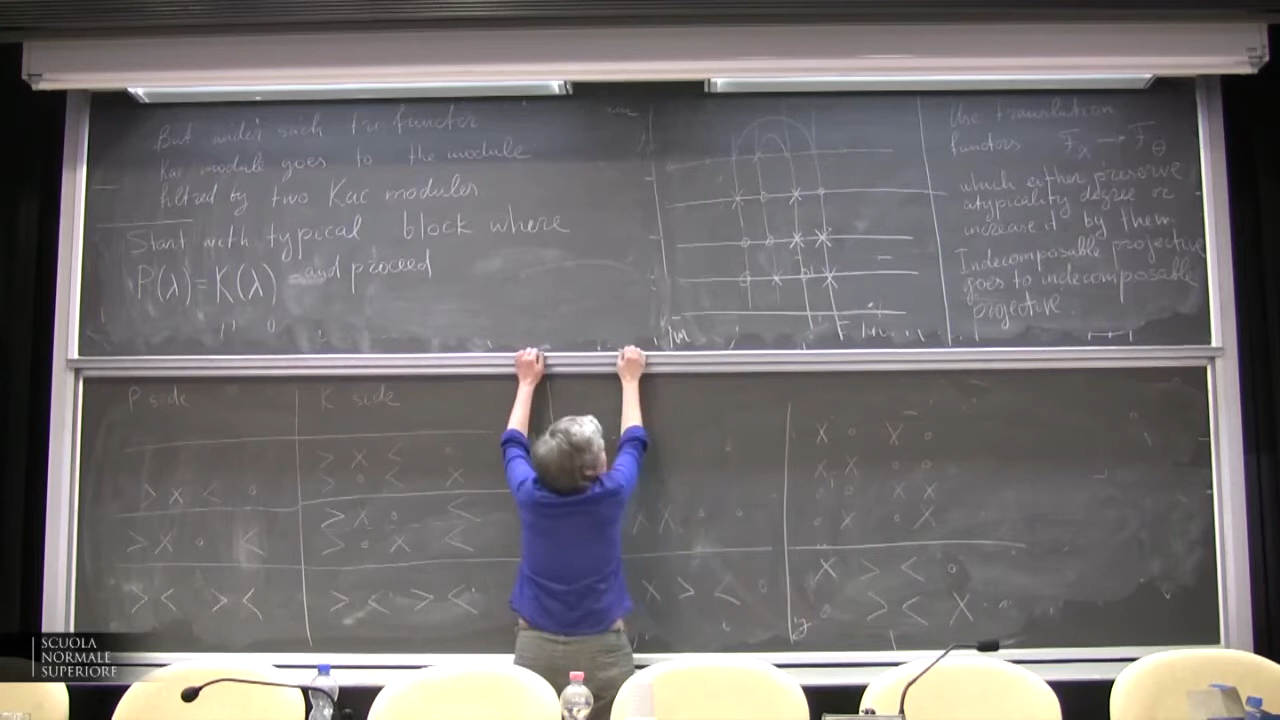 But under such tr. functor
Kac module goes to the module
filtred by two Kac modules
Start with typical block where
P(λ)=K(λ) and proceed
Use translation
functors F_x → F_θ
which either preserve
atypicality degree or
increase it by them
Indecomposable projective
goes to indecomposable
projective.
P side K side
> x < o
> x o <
> < > <
> x < o
> o < x
> x o <
> o x <
> < > <
x x o o
x > < o
x o x o
x x o o
o o x x
o x o x
x > < o
o > < x
SCUOLA
NORMALE
SUPERIORE